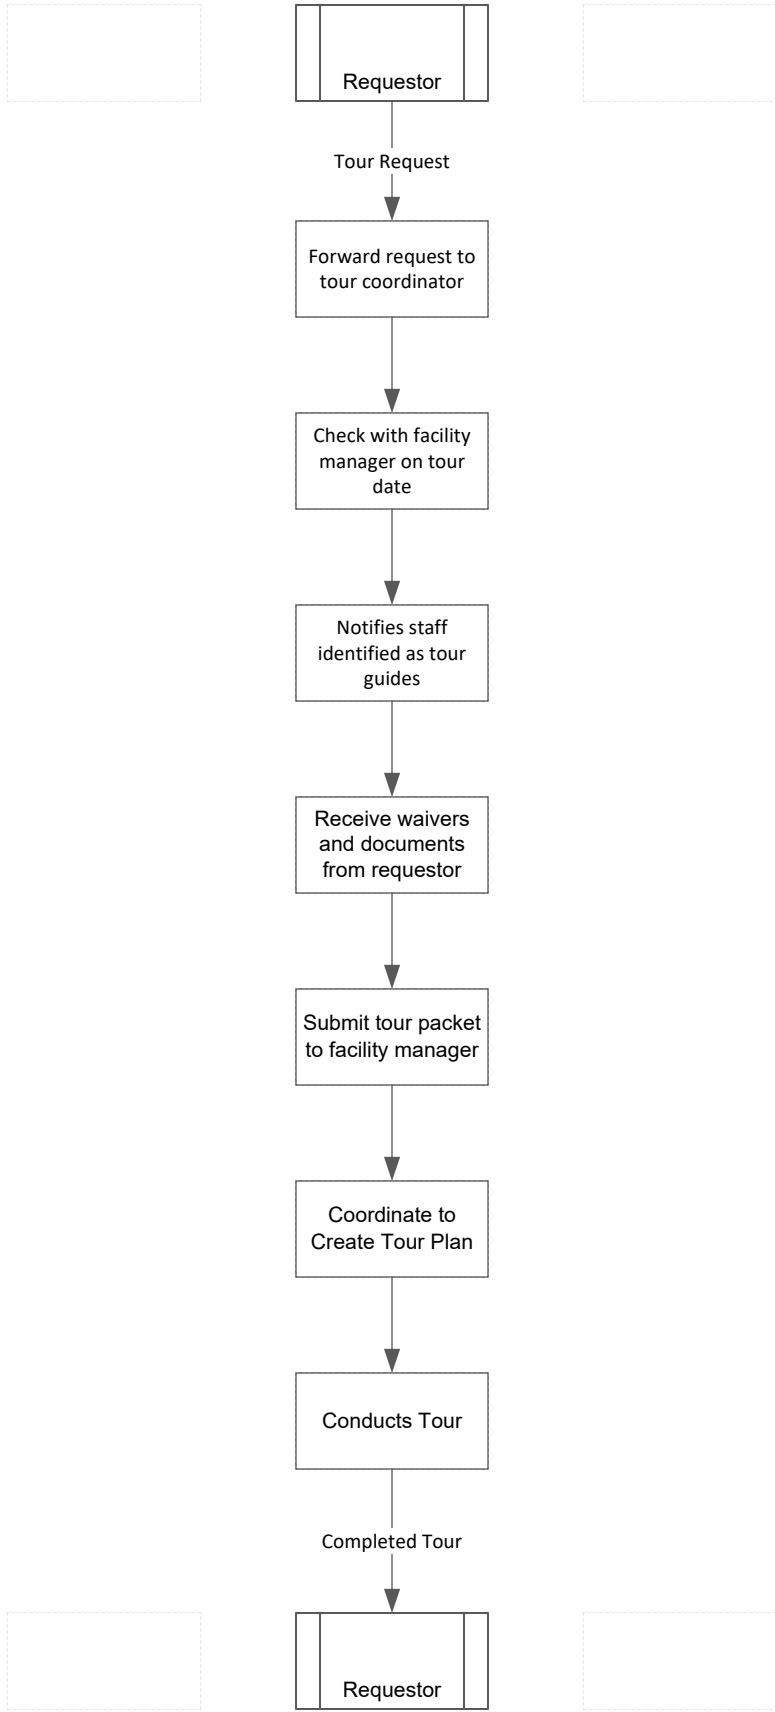 Requestor
Tour Request
Forward request to
tour coordinator
Check with facility
manager on tour
date
Notifies staff
identified as tour
guides
Receive waivers
and documents
from requestor
Submit tour packet
to facility manager
Coordinate to
Create Tour Plan
Conducts Tour
Completed Tour
Requestor